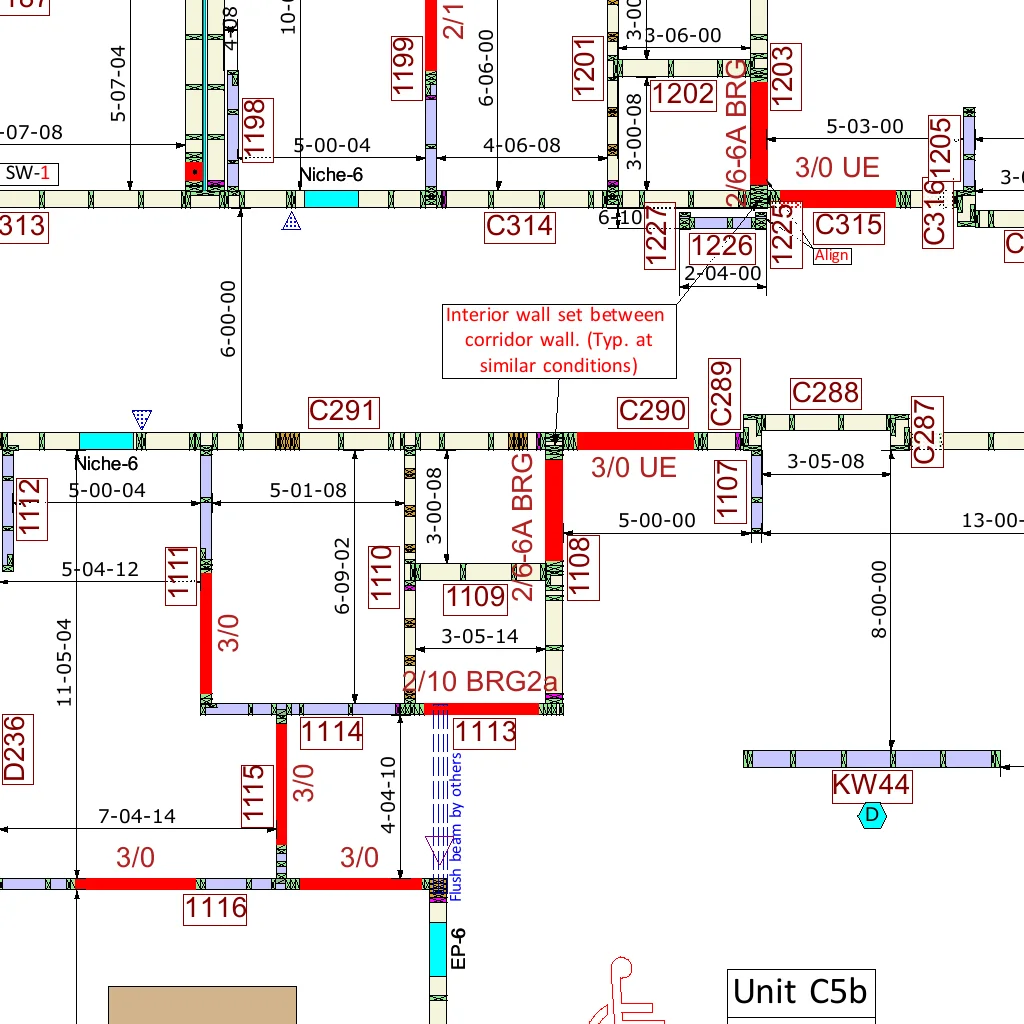 5-07-04
4-08
1199
6-06-00
1201
3-06-00
1202
2/6-6A BRG
1203
3-00-08
-07-08
1198
5-00-04
4-06-08
5-03-00
1205
3/0 UE
SW-1
Niche-6
313
C314
6-10
1227
1226
1225
C315
C316
Align
2-04-00
6-00-00
Interior wall set between
corridor wall. (Typ. at
similar conditions)
C291
C290
C289
C288
C287
Niche-6
3/0 UE
3-05-08
1112
5-00-04
5-01-08
3-00-08
2/6-6A BRG
1107
5-00-00
13-00-
5-04-12
1111
6-09-02
1110
1109
1108
8-00-00
3/0
3-05-14
11-05-04
2/10 BRG2a
D236
1114
1113
1115
3/0
4-04-10
Flush beam by others
KW44
D
7-04-14
3/0
3/0
1116
EP-6
Unit C5b